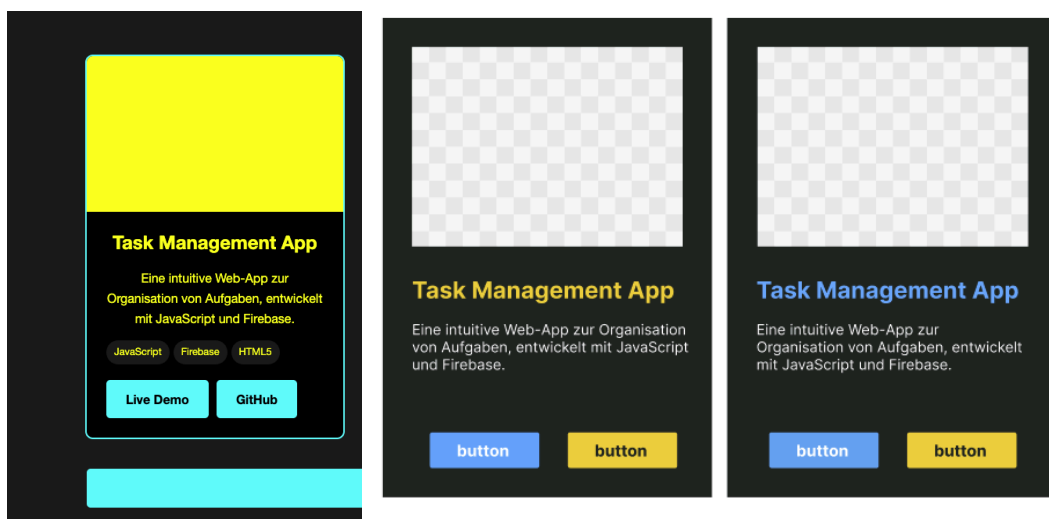 Task Management App
Eine intuitive Web-App zur
Organisation von Aufgaben, entwickelt
mit JavaScript und Firebase.
JavaScript Firebase HTML5
Live Demo GitHub
Task Management App
Eine intuitive Web-App zur Organisation
von Aufgaben, entwickelt mit JavaScript
und Firebase.
button button
Task Management App
Eine intuitive Web-App zur
Organisation von Aufgaben, entwickelt
mit JavaScript und Firebase.
button button